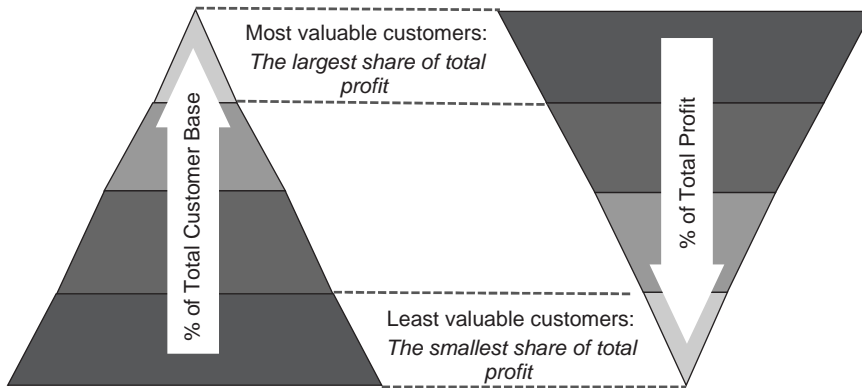 Most valuable customers:
The largest share of total
profit
% of Total Customer Base
% of Total Profit
Least valuable customers:
The smallest share of total
profit